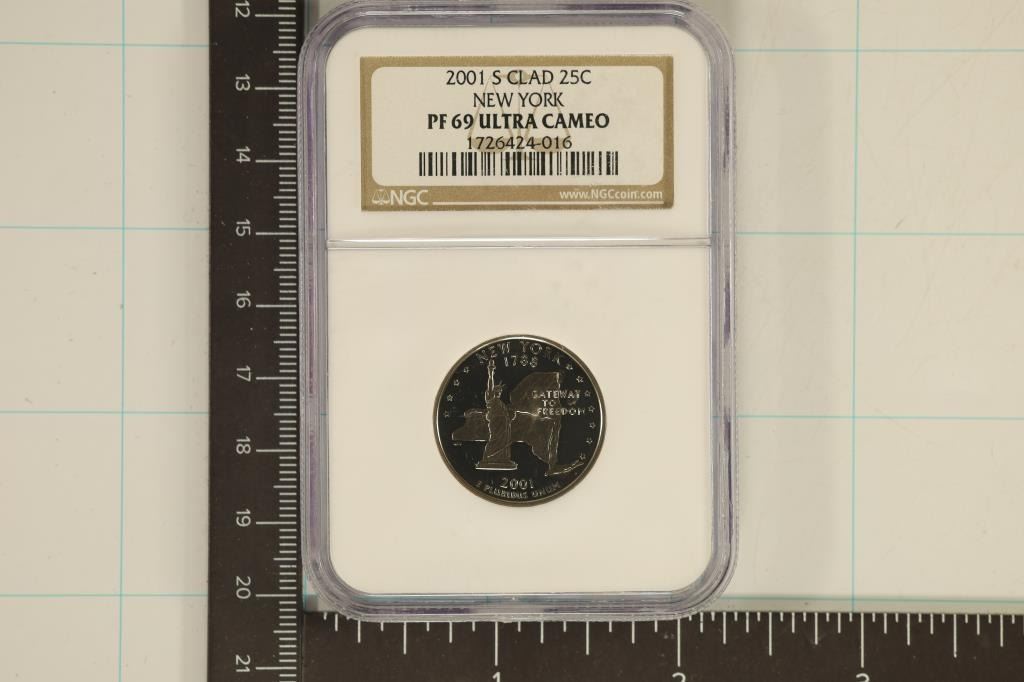 2001 S CLAD 25C
NEW YORK
PF 69 ULTRA CAMEO
1726424-016
NGC www.NGCcoin.com
NEW YORK
1788
GATEWAY
TO
FREEDOM
2001
E PLURIBUS UNUM
12
13
14
15
16
17
18
19
20
21
1 2 3